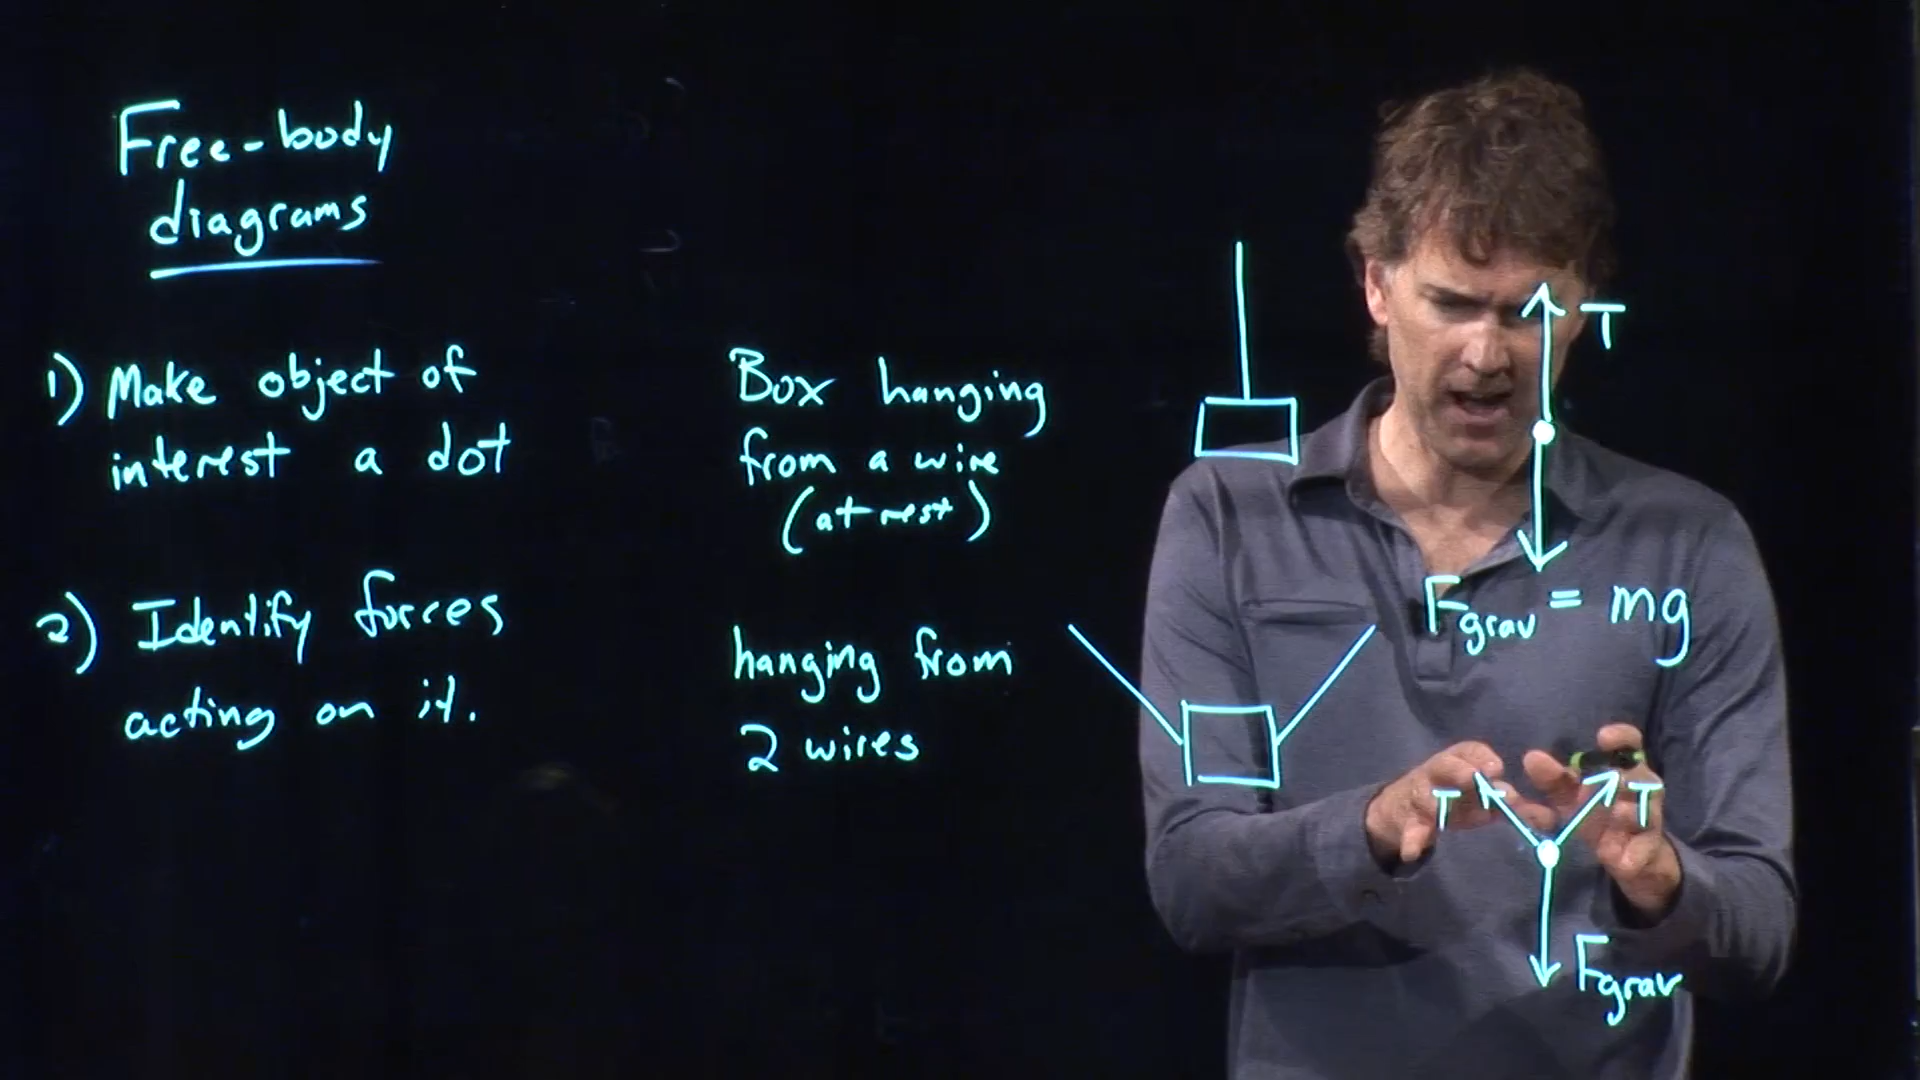 Free-body
diagrams
1) Make object of
interest a dot
2) Identify forces
acting on it.
Box hanging
from a wire
(at rest)
hanging from
2 wires
T
Fgrav = mg
T T
Fgrav